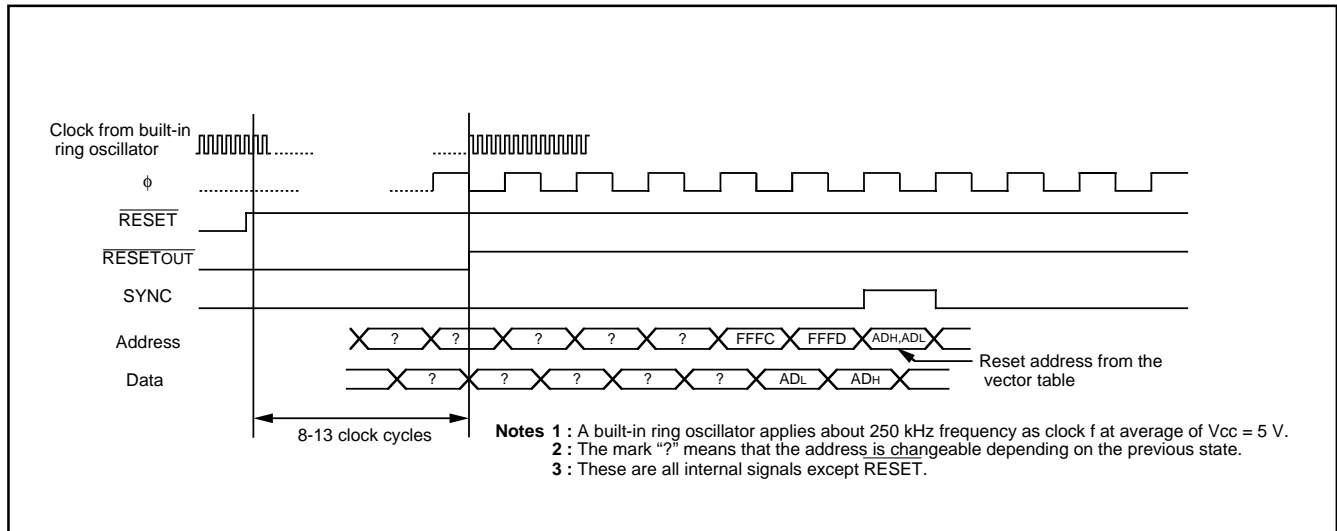 Clock from built-in
ring oscillator
ϕ
RESET
RESETOUT
SYNC
Address
? ? ? ? ? FFFC FFFD ADH,ADL
Reset address from the
vector table
Data
? ? ? ? ? ADL ADH
8-13 clock cycles
Notes 1 : A built-in ring oscillator applies about 250 kHz frequency as clock f at average of Vcc = 5 V.
2 : The mark “?” means that the address is changeable depending on the previous state.
3 : These are all internal signals except RESET.